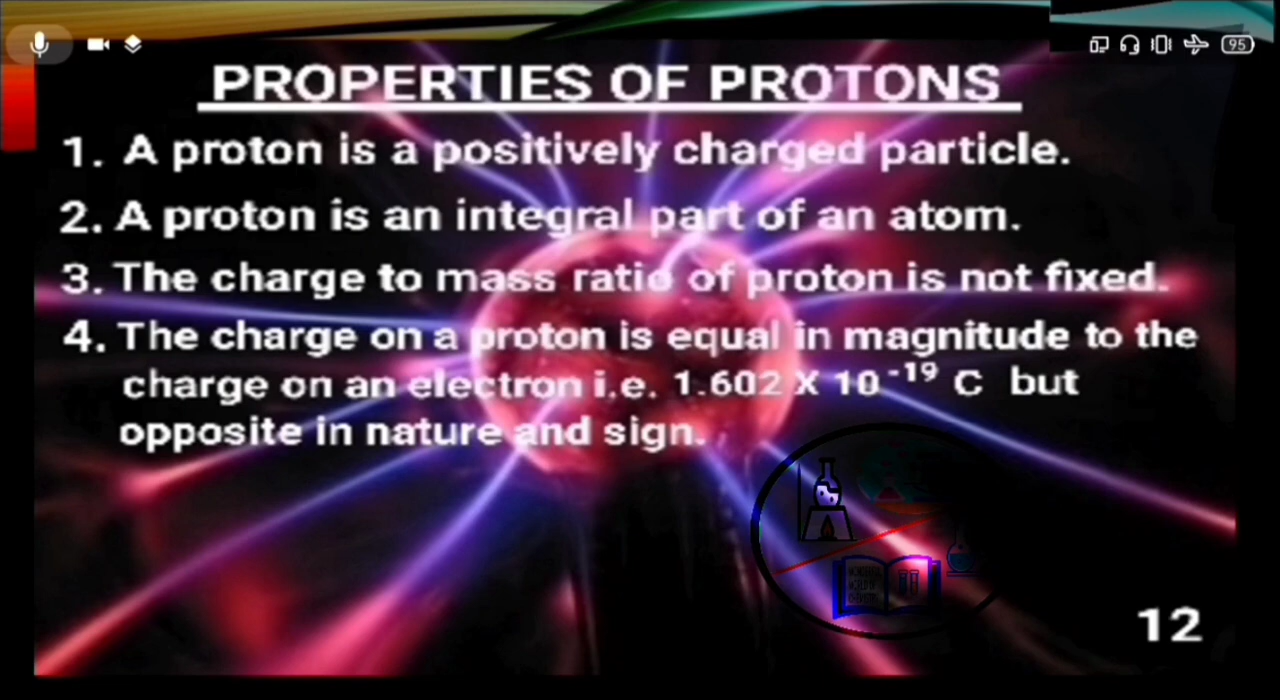 95
PROPERTIES OF PROTONS
1. A proton is a positively charged particle.
2. A proton is an integral part of an atom.
3. The charge to mass ratio of proton is not fixed.
4. The charge on a proton is equal in magnitude to the
charge on an electron i.e. 1.602 X 10⁻¹⁹ C but
opposite in nature and sign.
12